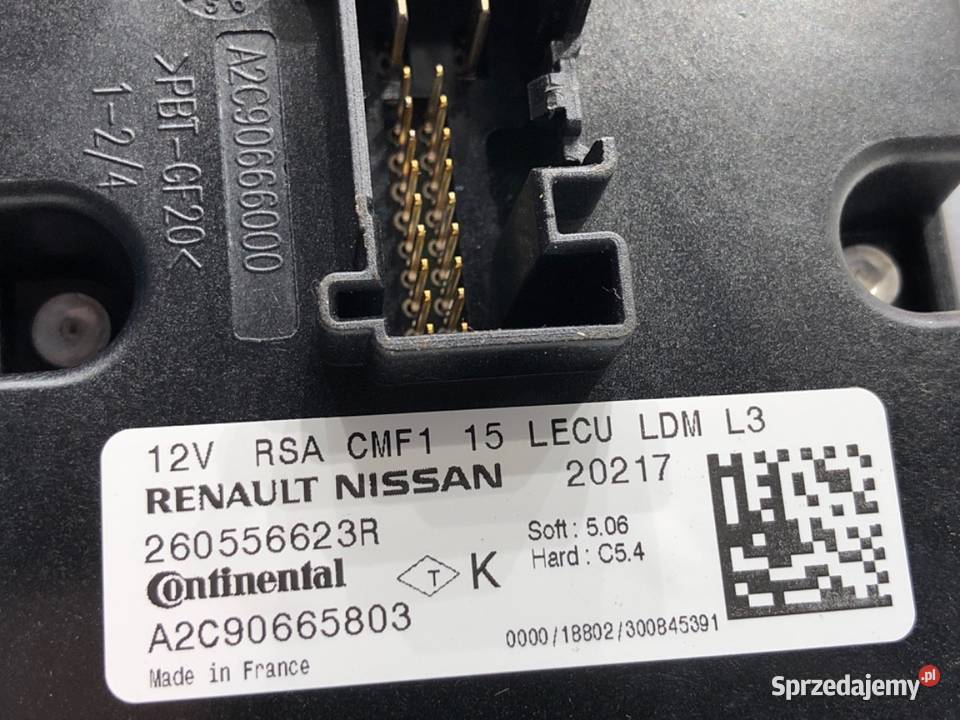 A2C90666000
>PBT-GF20<
1-2/4
12V RSA CMF1 15 LECU LDM L3
RENAULT NISSAN 20217
260556623R
Soft : 5.06
Hard : C5.4
Continental T K
A2C90665803
0000/18802/300845391
Made in France
Sprzedajemy.pl